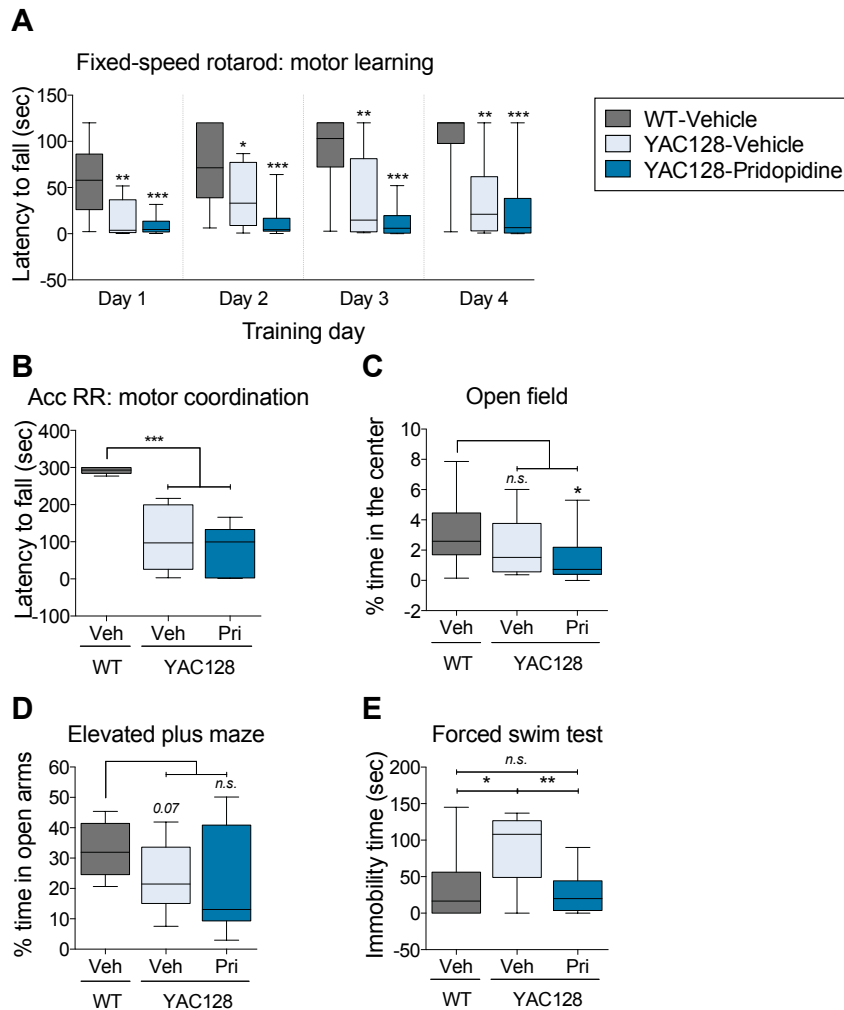 A
Fixed-speed rotarod: motor learning
Latency to fall (sec)
150
100
50
0
-50
**
***
*
***
**
***
**
***
Day 1
Day 2
Day 3
Day 4
Training day
WT-Vehicle
YAC128-Vehicle
YAC128-Pridopidine
B
Acc RR: motor coordination
Latency to fall (sec)
400
300
200
100
0
-100
***
Veh
Veh
Pri
WT
YAC128
C
Open field
% time in the center
10
8
6
4
2
0
-2
n.s.
*
Veh
Veh
Pri
WT
YAC128
D
Elevated plus maze
% time in open arms
60
50
40
30
20
10
0
0.07
n.s.
Veh
Veh
Pri
WT
YAC128
E
Forced swim test
Immobility time (sec)
200
150
100
50
0
-50
n.s.
*
**
Veh
Veh
Pri
WT
YAC128